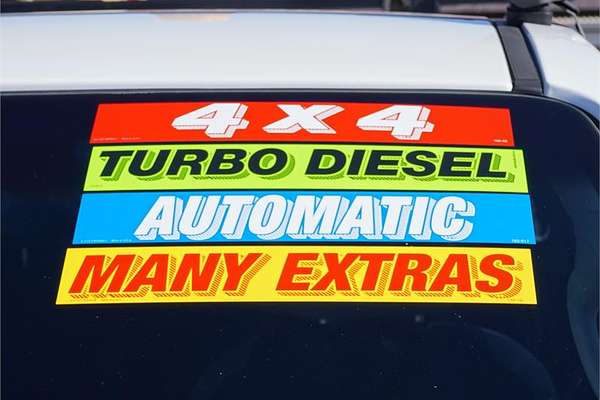 4 X 4
TURBO DIESEL
AUTOMATIC
MANY EXTRAS